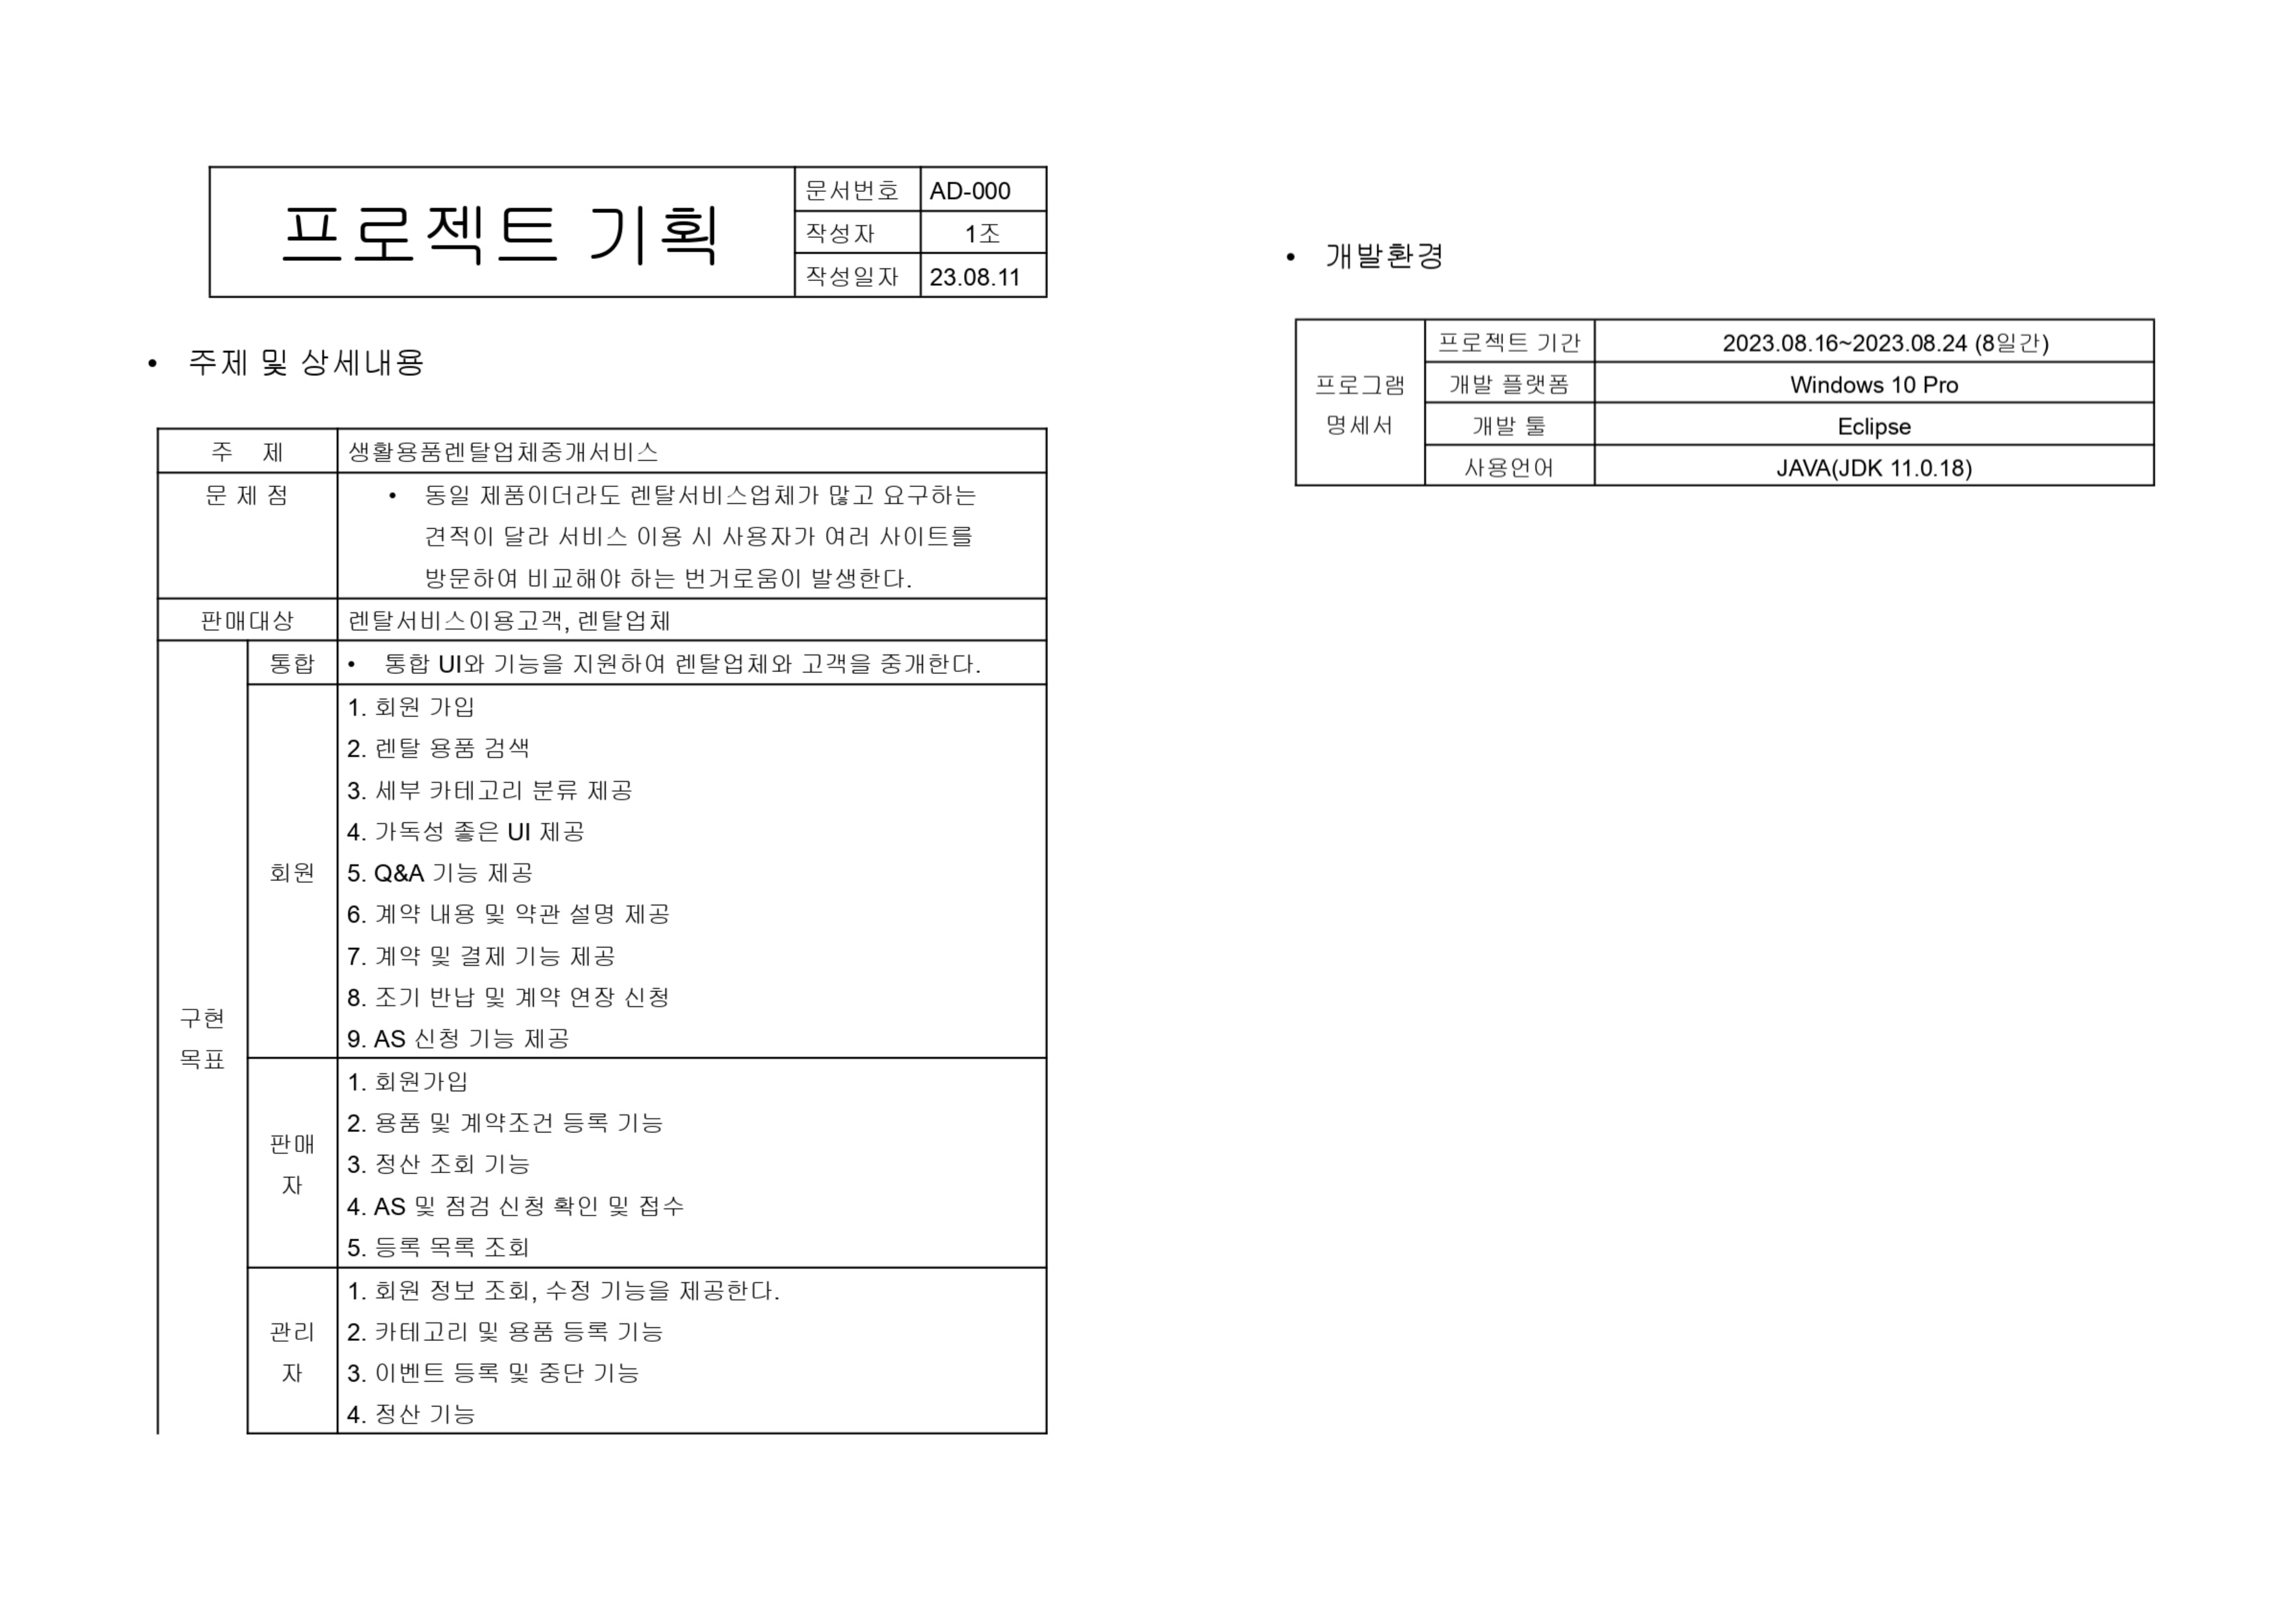 프로젝트 기획
문서번호 AD-000
작성자 1조
작성일자 23.08.11
• 주제 및 상세내용
주 제 생활용품렌탈업체중개서비스
문 제 점 • 동일 제품이더라도 렌탈서비스업체가 많고 요구하는
견적이 달라 서비스 이용 시 사용자가 여러 사이트를
방문하여 비교해야 하는 번거로움이 발생한다.
판매대상 렌탈서비스이용고객, 렌탈업체
구현
목표
통합 • 통합 UI와 기능을 지원하여 렌탈업체와 고객을 중개한다.
회원
1. 회원 가입
2. 렌탈 용품 검색
3. 세부 카테고리 분류 제공
4. 가독성 좋은 UI 제공
5. Q&A 기능 제공
6. 계약 내용 및 약관 설명 제공
7. 계약 및 결제 기능 제공
8. 조기 반납 및 계약 연장 신청
9. AS 신청 기능 제공
판매
자
1. 회원가입
2. 용품 및 계약조건 등록 기능
3. 정산 조회 기능
4. AS 및 점검 신청 확인 및 접수
5. 등록 목록 조회
관리
자
1. 회원 정보 조회, 수정 기능을 제공한다.
2. 카테고리 및 용품 등록 기능
3. 이벤트 등록 및 중단 기능
4. 정산 기능
• 개발환경
프로그램
명세서
프로젝트 기간 2023.08.16~2023.08.24 (8일간)
개발 플랫폼 Windows 10 Pro
개발 툴 Eclipse
사용언어 JAVA(JDK 11.0.18)